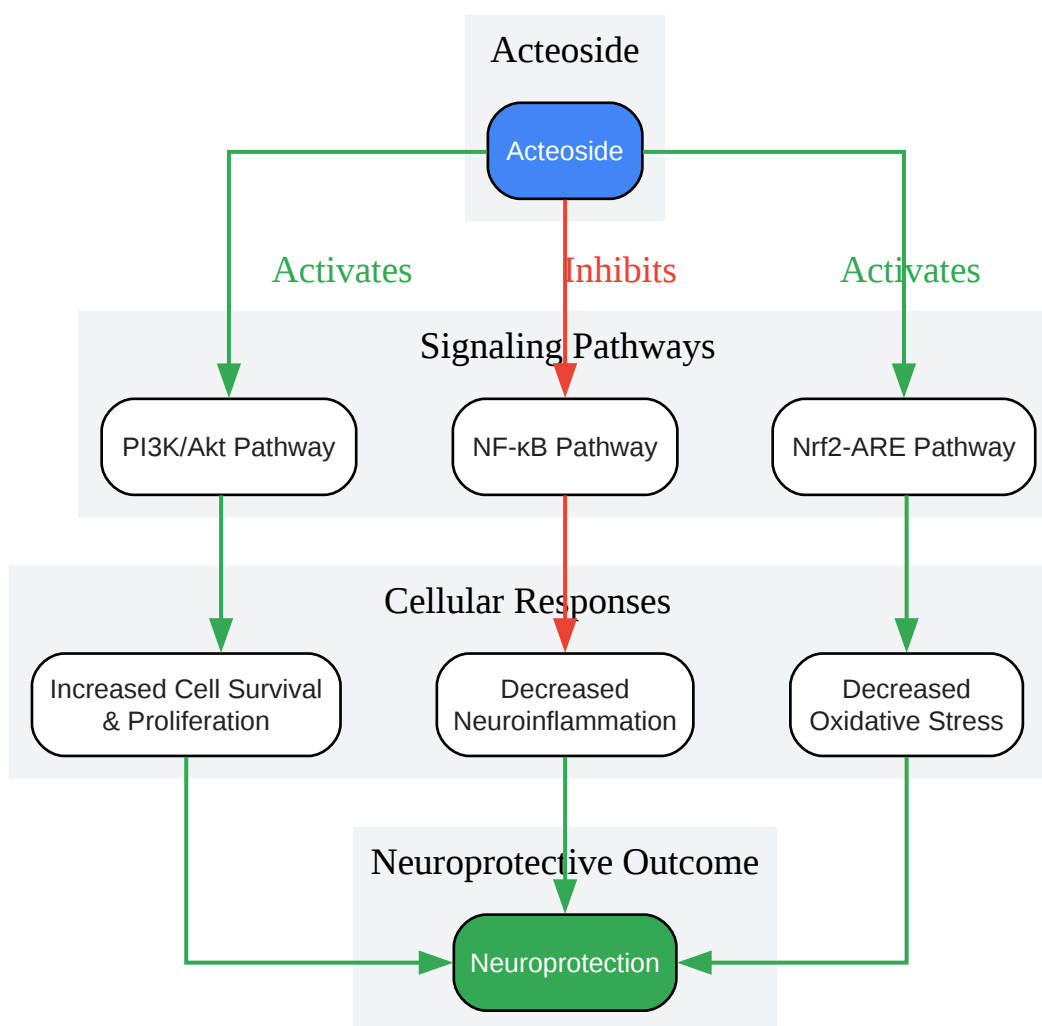 Acteoside
Acteoside
Activates
Inhibits
Activates
Signaling Pathways
PI3K/Akt Pathway
NF-κB Pathway
Nrf2-ARE Pathway
Cellular Responses
Increased Cell Survival
& Proliferation
Decreased
Neuroinflammation
Decreased
Oxidative Stress
Neuroprotective Outcome
Neuroprotection